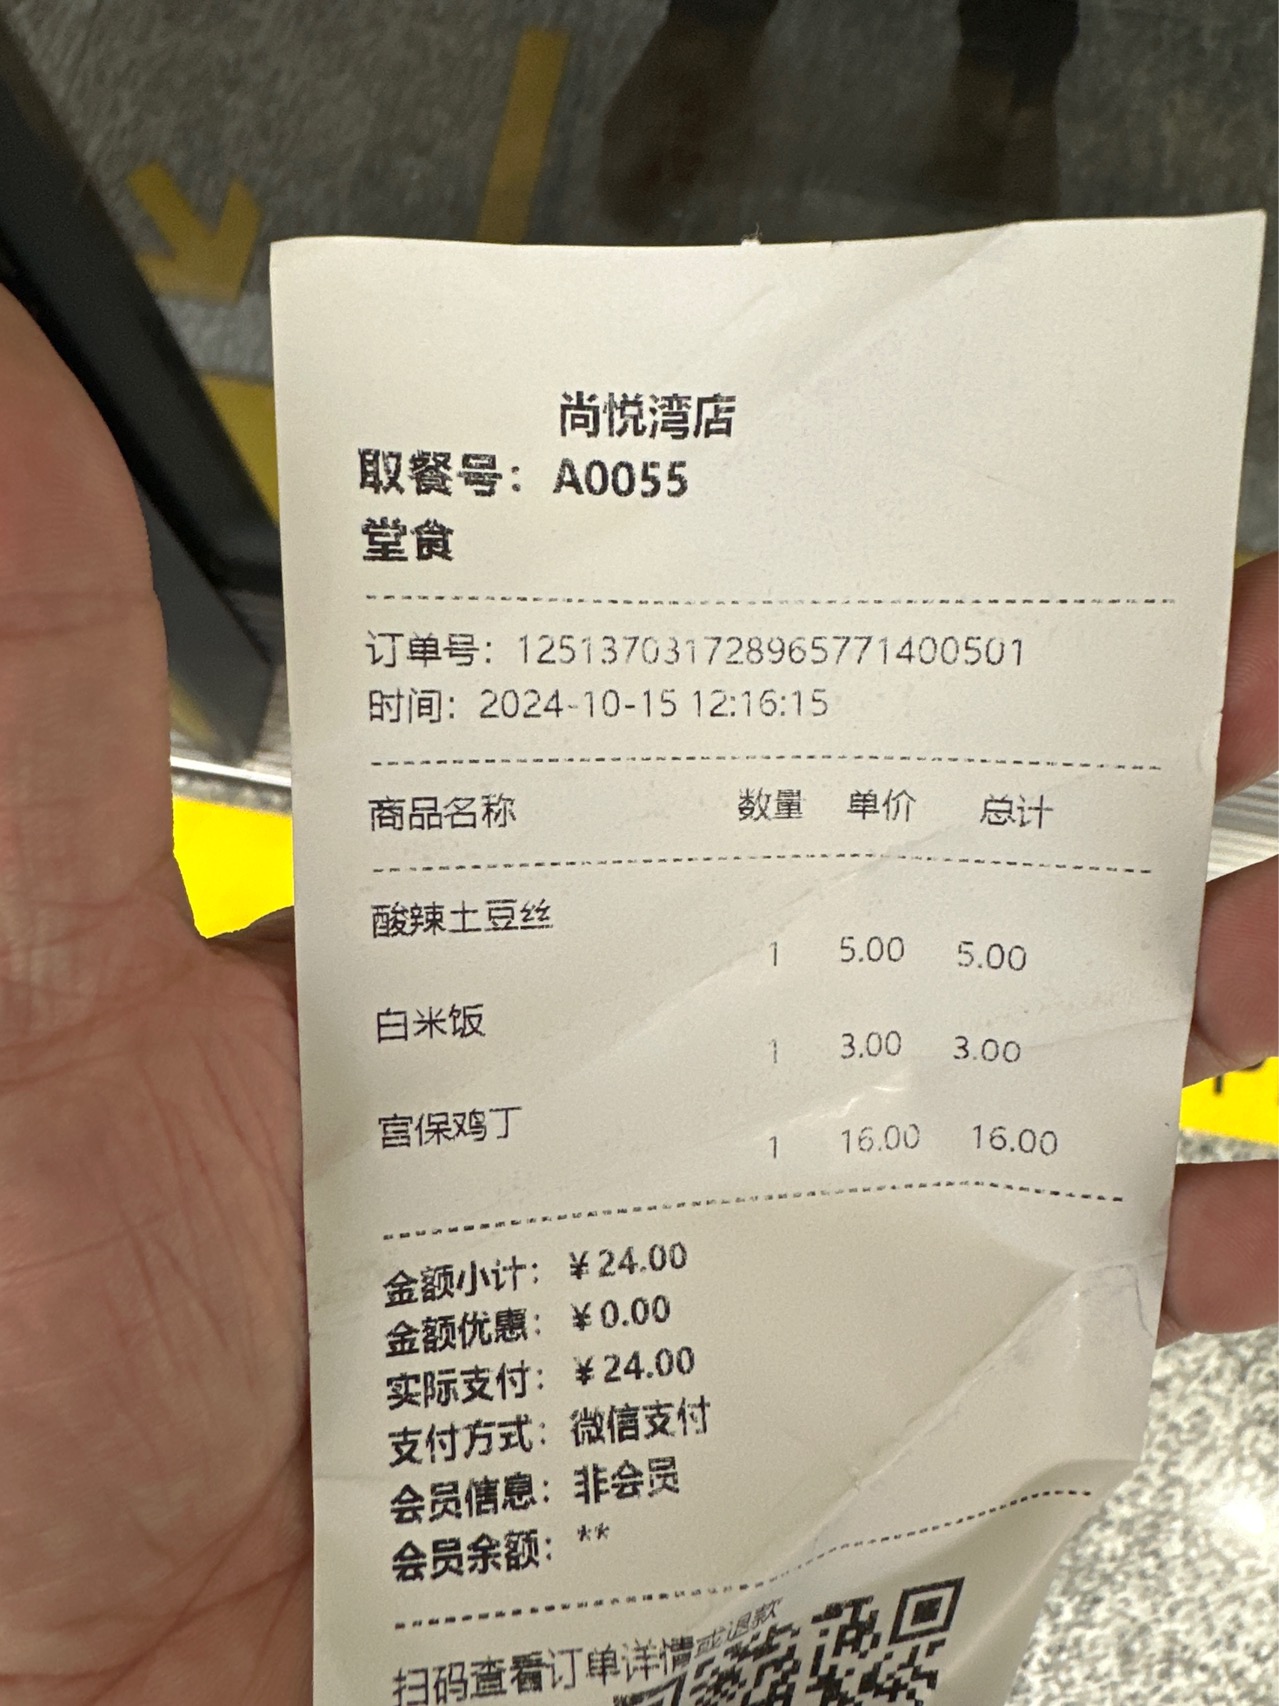 尚悦湾店
取餐号：A0055
堂食
订单号：1251370317289657714​00501
时间：2024-10-15 12:16:15
商品名称 数量 单价 总计
酸辣土豆丝
1 5.00 5.00
白米饭
1 3.00 3.00
宫保鸡丁
1 16.00 16.00
金额小计：￥24.00
金额优惠：￥0.00
实际支付：￥24.00
支付方式：微信支付
会员信息：非会员
会员余额：**
扫码查看订单详情或退款